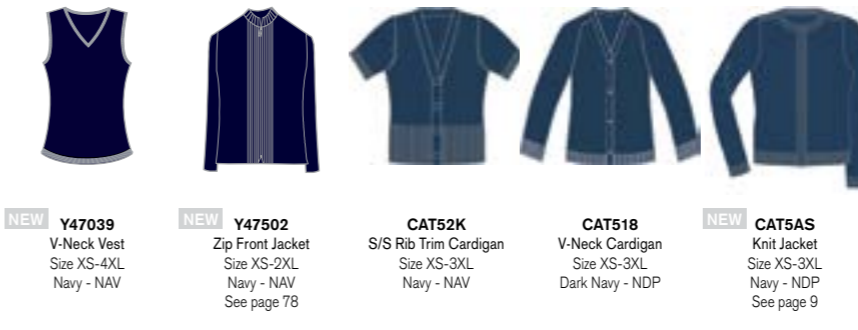 NEW Y47039
V-Neck Vest
Size XS-4XL
Navy - NAV
NEW Y47502
Zip Front Jacket
Size XS-2XL
Navy - NAV
See page 78
CAT52K
S/S Rib Trim Cardigan
Size XS-3XL
Navy - NAV
CAT518
V-Neck Cardigan
Size XS-3XL
Dark Navy - NDP
NEW CAT5AS
Knit Jacket
Size XS-3XL
Navy - NDP
See page 9